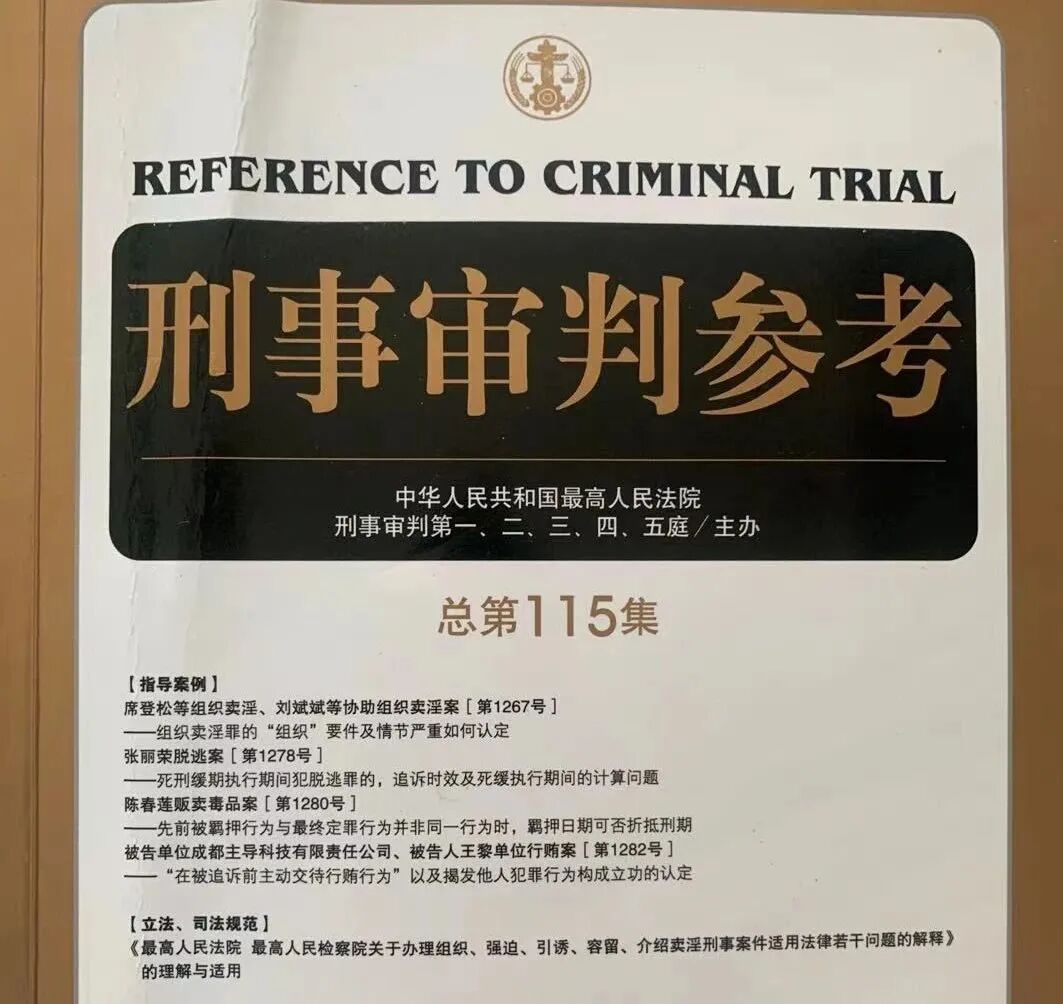 REFERENCE TO CRIMINAL TRIAL
刑事审判参考
中华人民共和国最高人民法院
刑事审判第一、二、三、四、五庭／主办
总第115集
【指导案例】
席登松等组织卖淫、刘斌斌等协助组织卖淫案［第1267号］
——组织卖淫罪的“组织”要件及情节严重如何认定
张丽荣脱逃案［第1278号］
——死刑缓期执行期间犯脱逃罪的，追诉时效及死缓执行期间的计算问题
陈春莲贩卖毒品案［第1280号］
——先前被羁押行为与最终定罪行为并非同一行为时，羁押日期可否折抵刑期
被告单位成都主导科技有限责任公司、被告人王黎单位行贿案［第1282号］
——“在被追诉前主动交待行贿行为”以及揭发他人犯罪行为构成立功的认定
【立法、司法规范】
《最高人民法院 最高人民检察院关于办理组织、强迫、引诱、容留、介绍卖淫刑事案件适用法律若干问题的解释》
的理解与适用